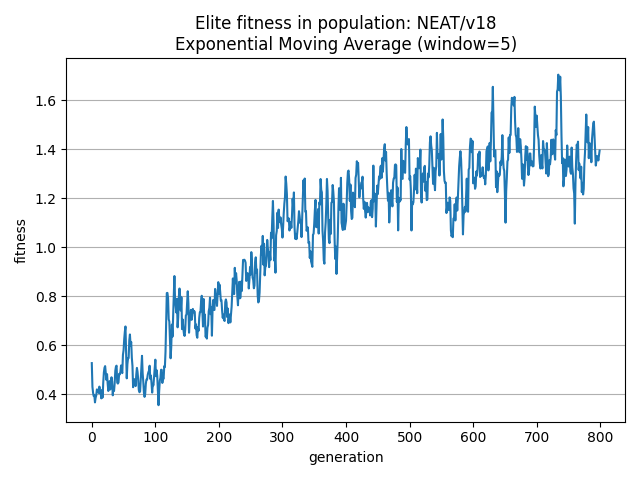 Elite fitness in population: NEAT/v18
Exponential Moving Average (window=5)
fitness
1.6
1.4
1.2
1.0
0.8
0.6
0.4
0 100 200 300 400 500 600 700 800
generation